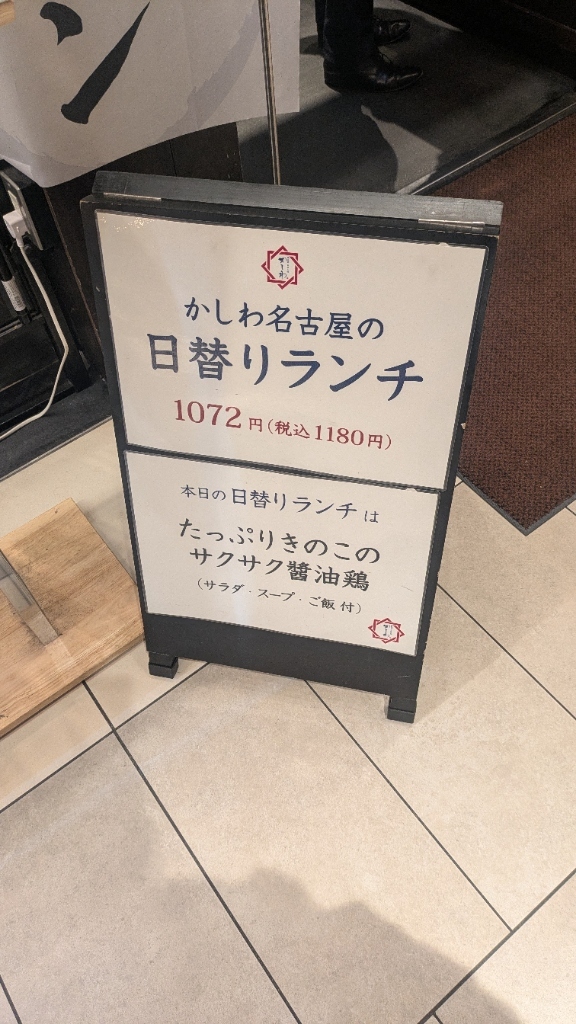 ン
かしわ名古屋の
日替りランチ
1072円(税込1180円)
本日の日替りランチは
たっぷりきのこの
サクサク醬油鶏
(サラダ・スープ・ご飯付)